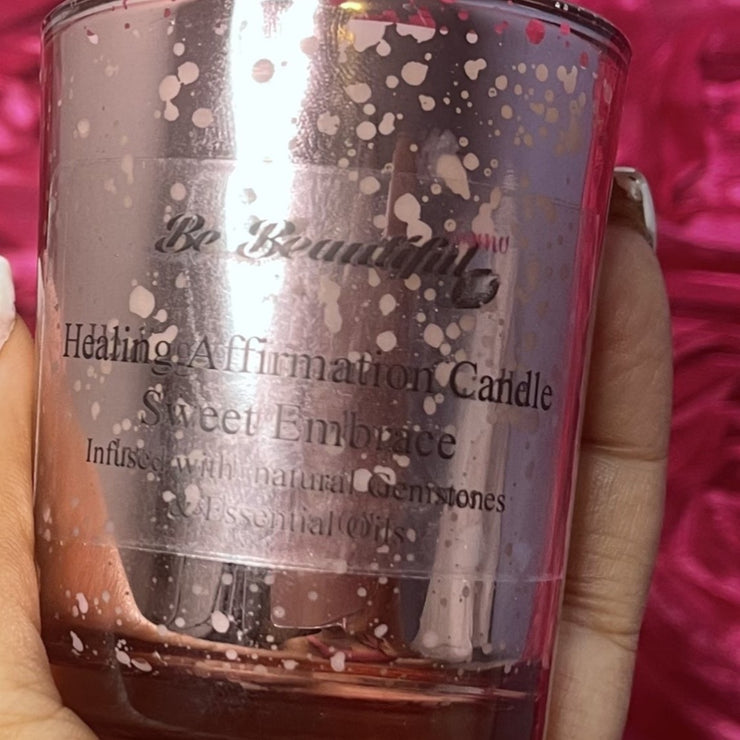 Be Beautiful
Healing Affirmation Candle
Sweet Embrace
Infused with natural Gemstones
& Essential Oils